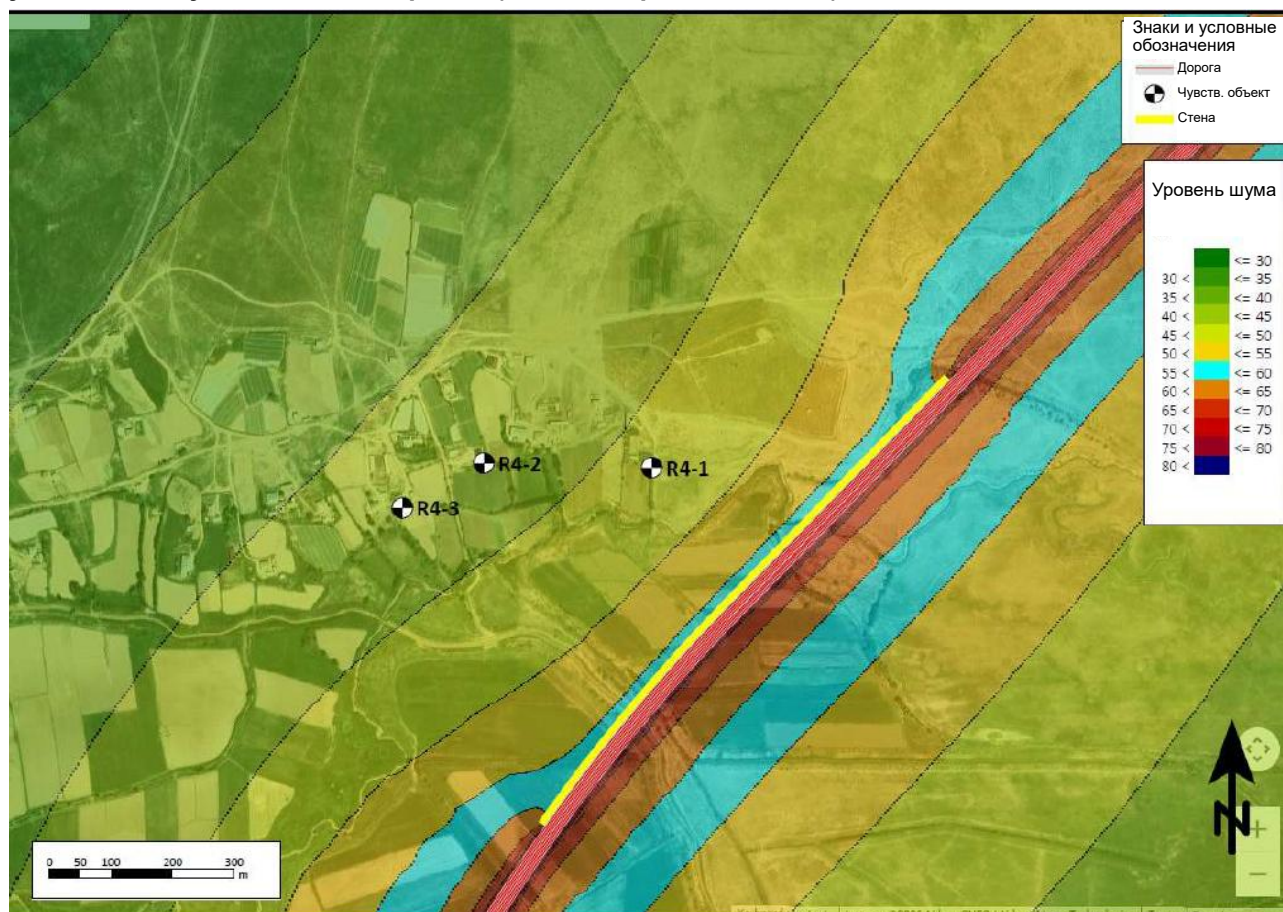 Знаки и условные
обозначения
Дорога
Чувств. объект
Стена
Уровень шума
<= 30
30 < <= 35
35 < <= 40
40 < <= 45
45 < <= 50
50 < <= 55
55 < <= 60
60 < <= 65
65 < <= 70
70 < <= 75
75 < <= 80
80 <
R4-2
R4-1
R4-3
N
0 50 100 200 300
m